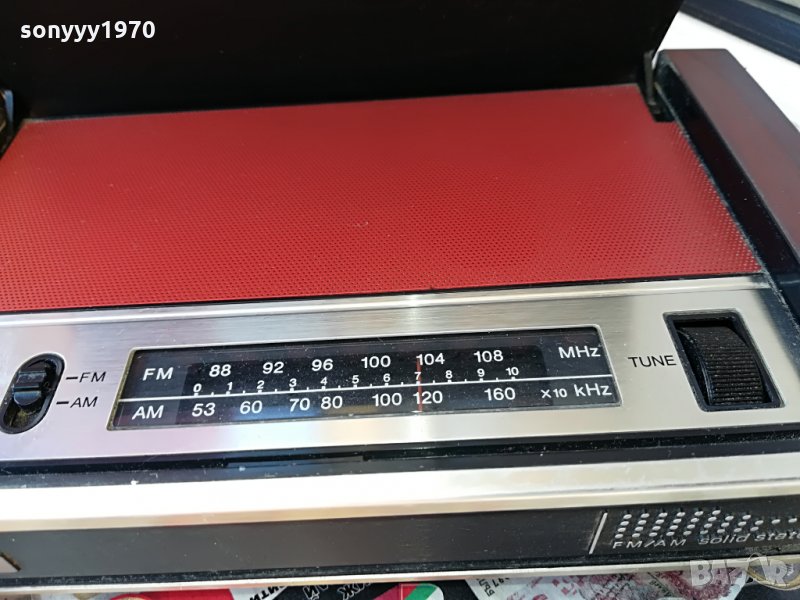 sonyyy1970
FM 88 92 96 100 104 108 MHz
0 1 2 3 4 5 6 7 8 9 10
AM 53 60 70 80 100 120 160 x10 kHz
-FM
-AM
TUNE
FM/AM solid state
BAZAR